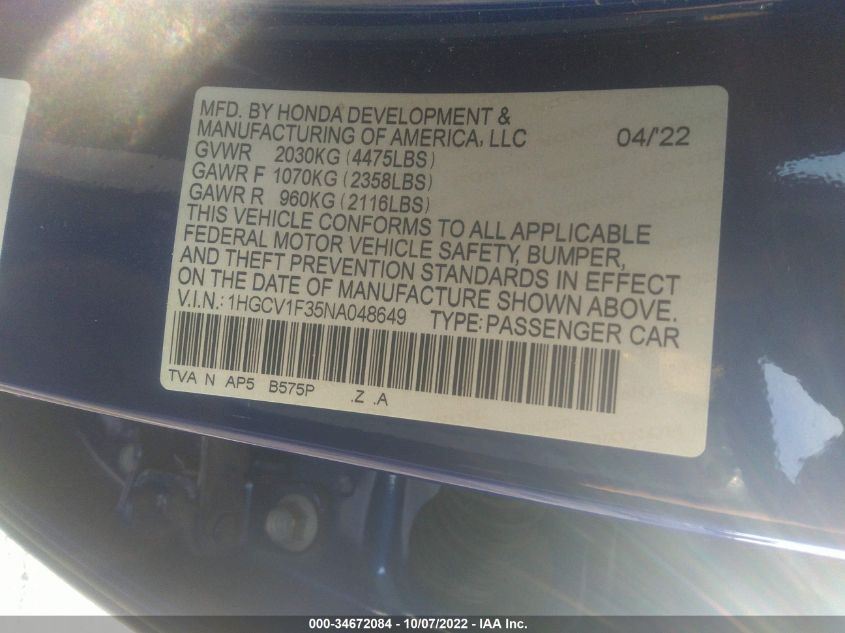 MFD. BY HONDA DEVELOPMENT &
MANUFACTURING OF AMERICA, LLC 04/'22
GVWR 2030KG (4475LBS)
GAWR F 1070KG (2358LBS)
GAWR R 960KG (2116LBS)
THIS VEHICLE CONFORMS TO ALL APPLICABLE
FEDERAL MOTOR VEHICLE SAFETY, BUMPER,
AND THEFT PREVENTION STANDARDS IN EFFECT
ON THE DATE OF MANUFACTURE SHOWN ABOVE.
V.I.N.: 1HGCV1F35NA048649 TYPE: PASSENGER CAR
TVA N AP5 B575P .Z .A
000-34672084 - 10/07/2022 - IAA Inc.